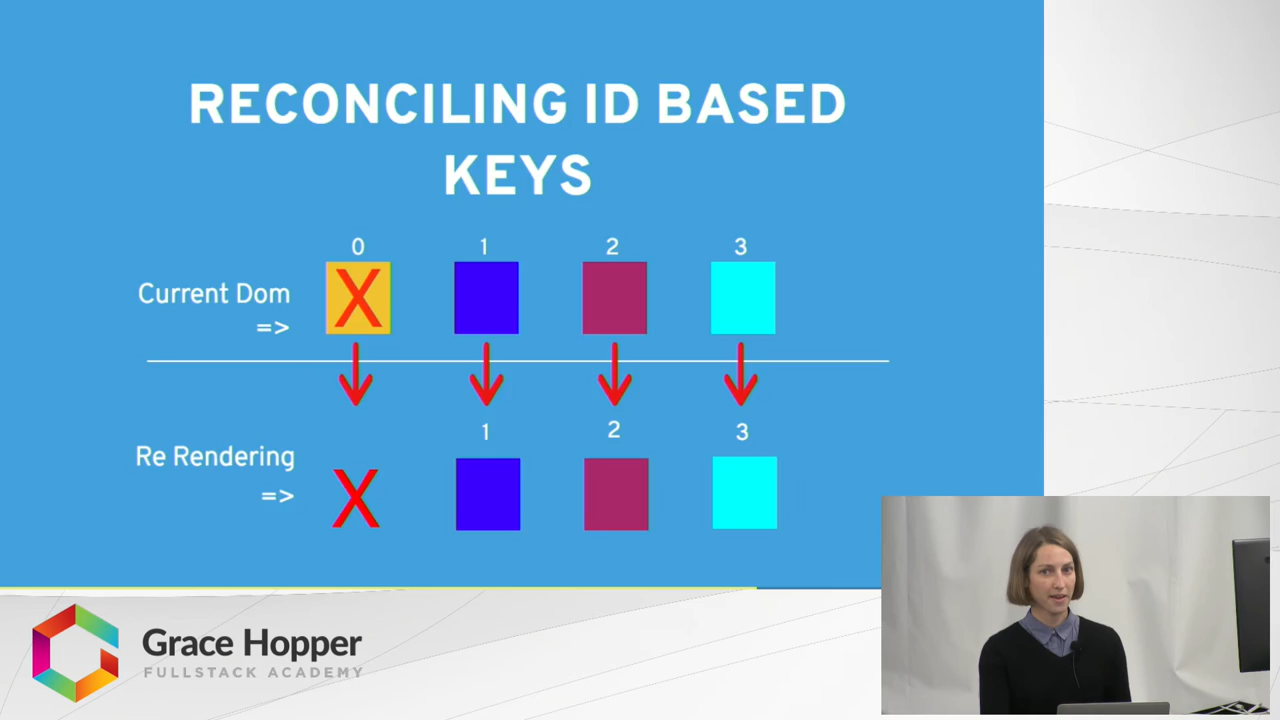 RECONCILING ID BASED
KEYS
0 1 2 3
Current Dom
=>
X
1 2 3
Re Rendering
=>
X
Grace Hopper
FULLSTACK ACADEMY